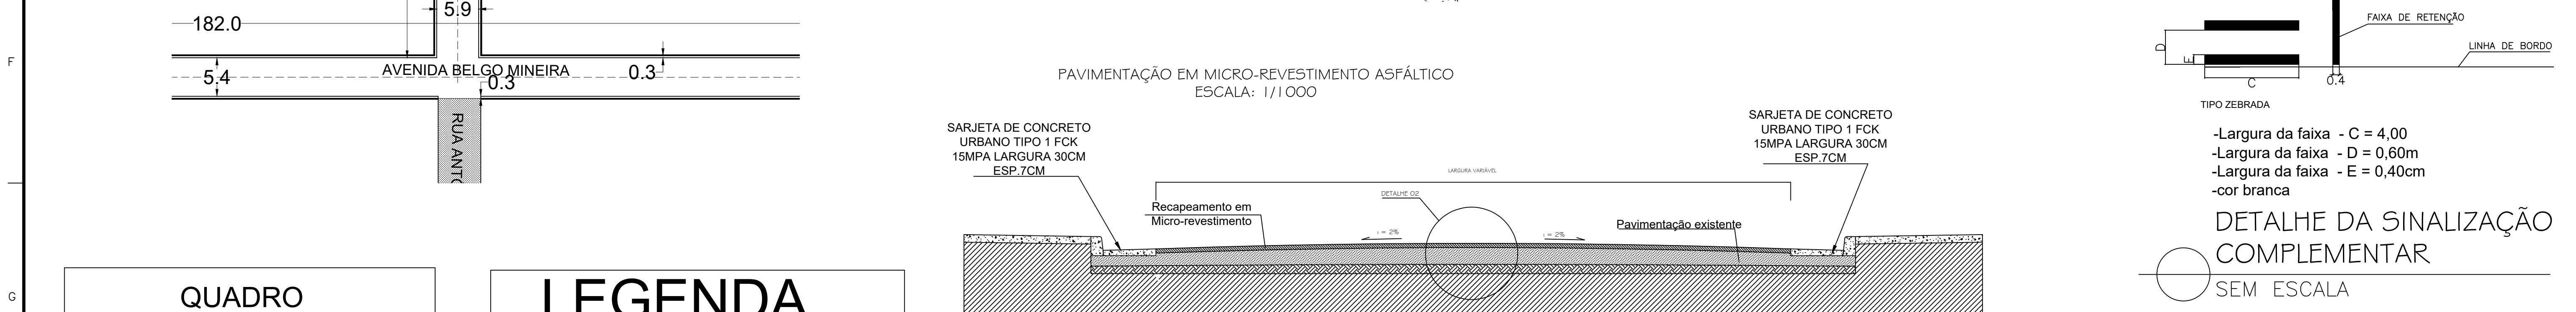 5.9
182.0
AVENIDA BELGO MINEIRA
5.4
0.3
0.3
RUA ANTO
F
G
QUADRO
LEGENDA
PAVIMENTAÇÃO EM MICRO-REVESTIMENTO ASFÁLTICO
ESCALA: 1/1000
SARJETA DE CONCRETO
URBANO TIPO 1 FCK
15MPA LARGURA 30CM
ESP.7CM
SARJETA DE CONCRETO
URBANO TIPO 1 FCK
15MPA LARGURA 30CM
ESP.7CM
LARGURA VARIÁVEL
DETALHE 02
Recapeamento em
Micro-revestimento
i = 2%
i = 2%
Pavimentação existente
FAIXA DE RETENÇÃO
LINHA DE BORDO
D
E
C
0.4
TIPO ZEBRADA
-Largura da faixa - C = 4,00
-Largura da faixa - D = 0,60m
-Largura da faixa - E = 0,40cm
-cor branca
DETALHE DA SINALIZAÇÃO
COMPLEMENTAR
SEM ESCALA